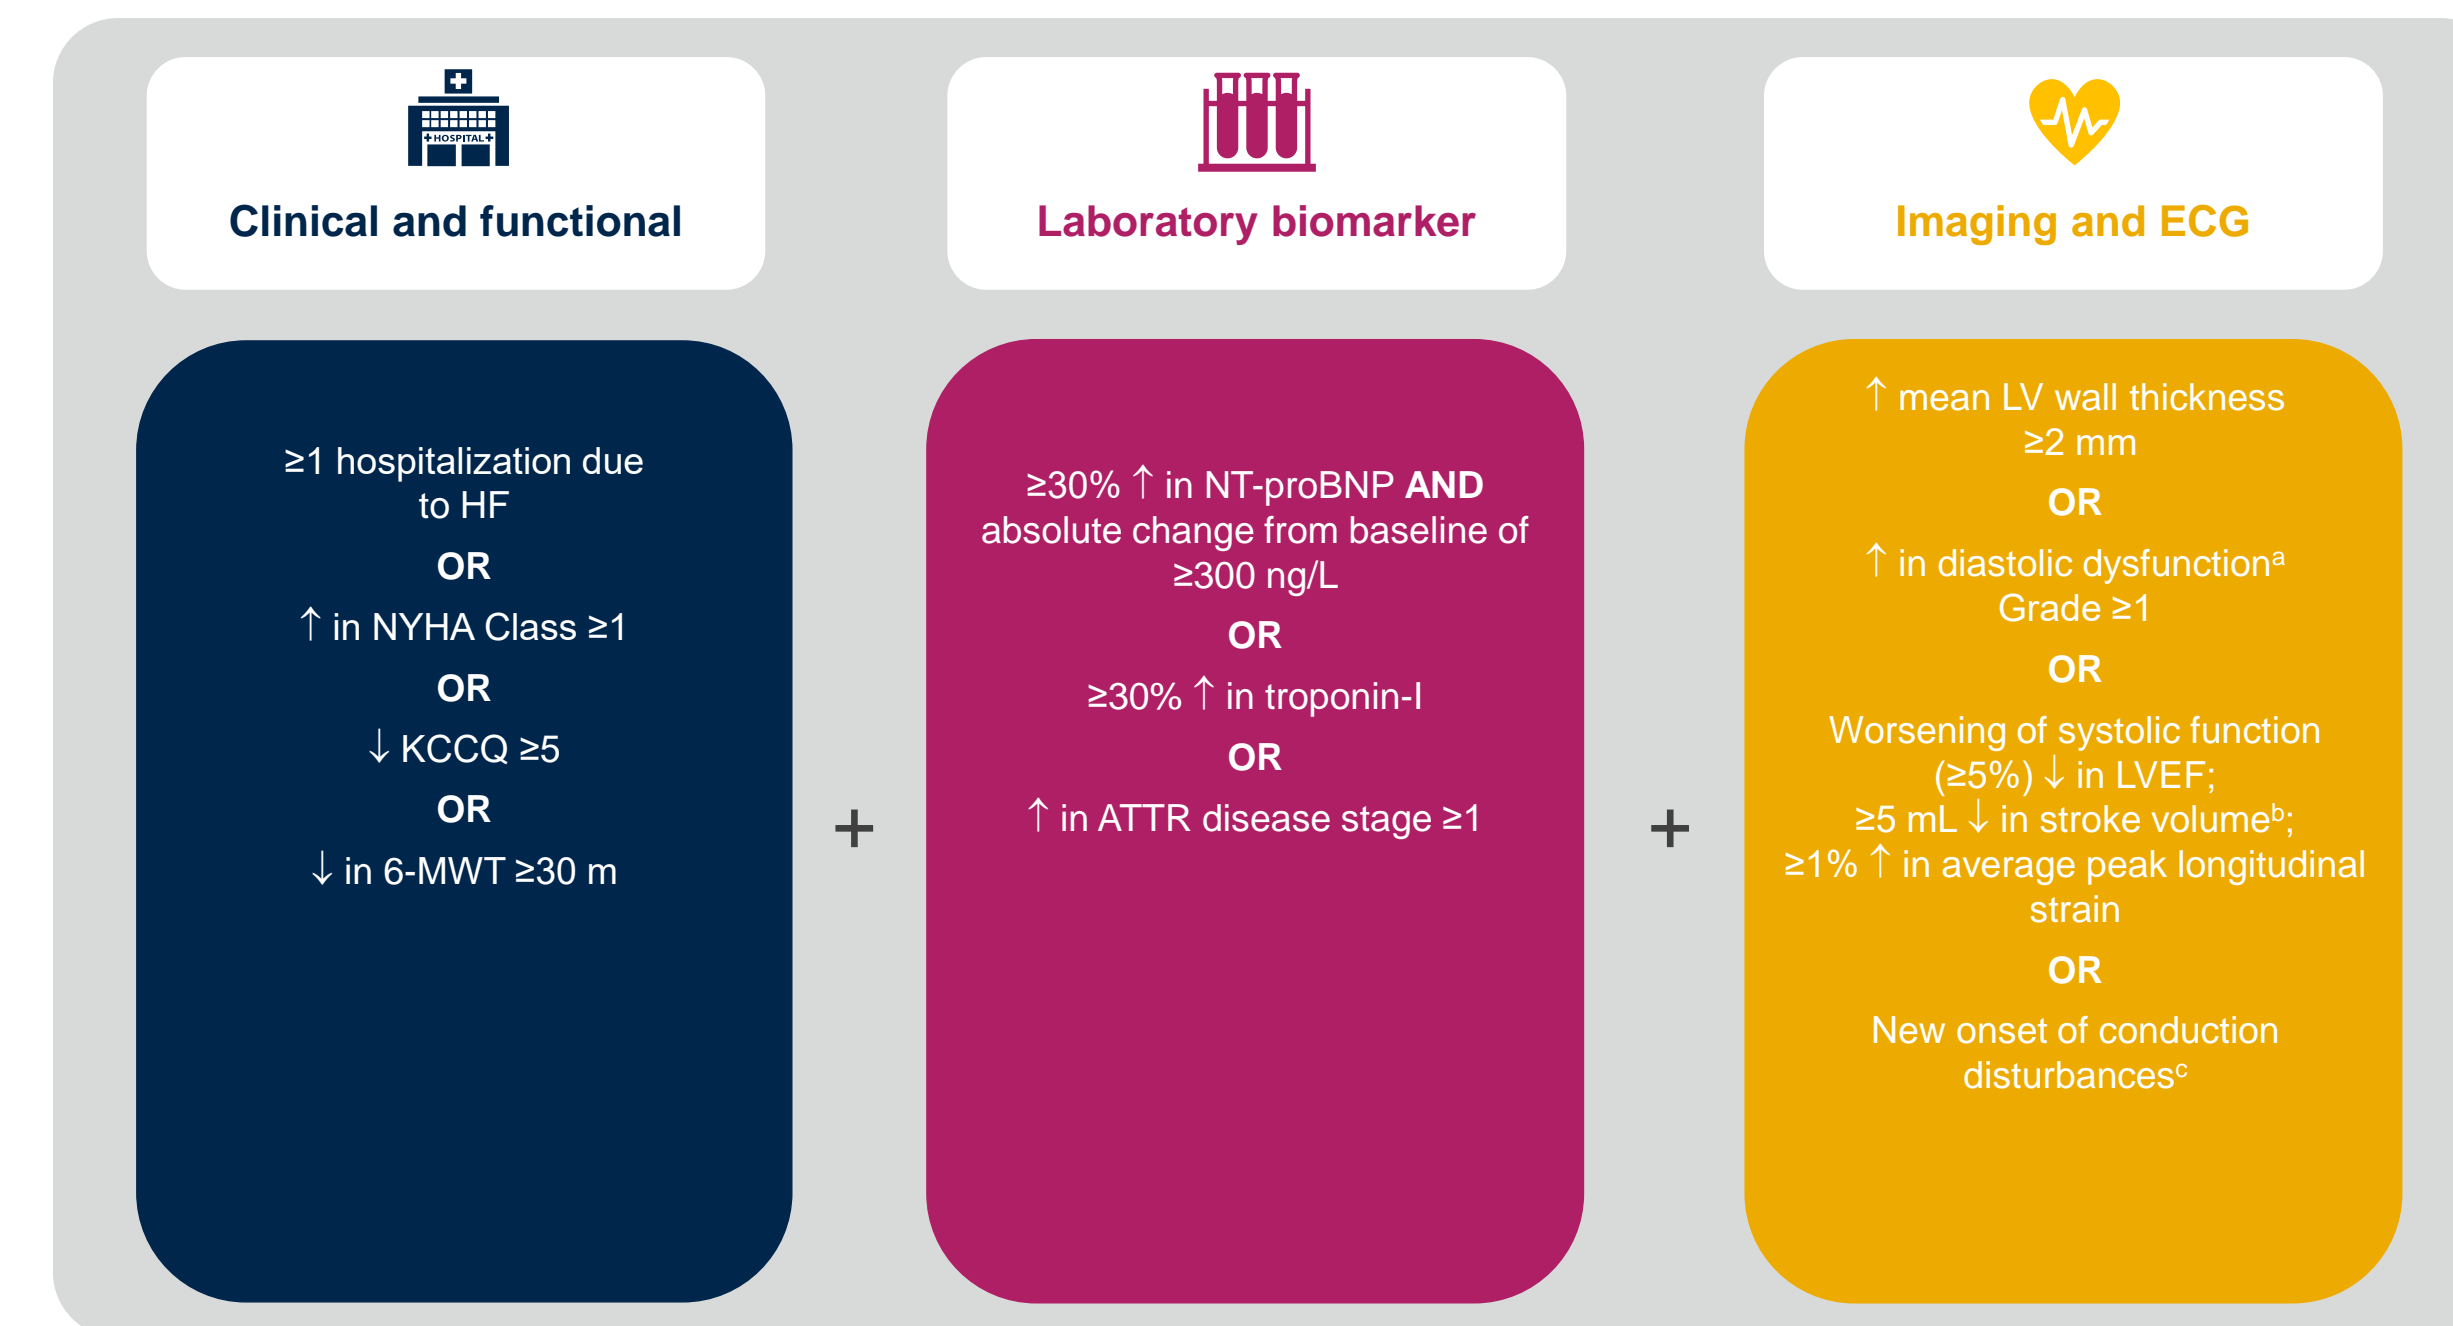 HOSPITAL
Clinical and functional
≥1 hospitalization due
to HF
OR
↑ in NYHA Class ≥1
OR
↓ KCCQ ≥5
OR
↓ in 6-MWT ≥30 m
+
Laboratory biomarker
≥30% ↑ in NT-proBNP AND
absolute change from baseline of
≥300 ng/L
OR
≥30% ↑ in troponin-I
OR
↑ in ATTR disease stage ≥1
+
Imaging and ECG
↑ mean LV wall thickness
≥2 mm
OR
↑ in diastolic dysfunctionᵃ
Grade ≥1
OR
Worsening of systolic function
(≥5%) ↓ in LVEF;
≥5 mL ↓ in stroke volumeᵇ;
≥1% ↑ in average peak longitudinal
strain
OR
New onset of conduction
disturbancesᶜ